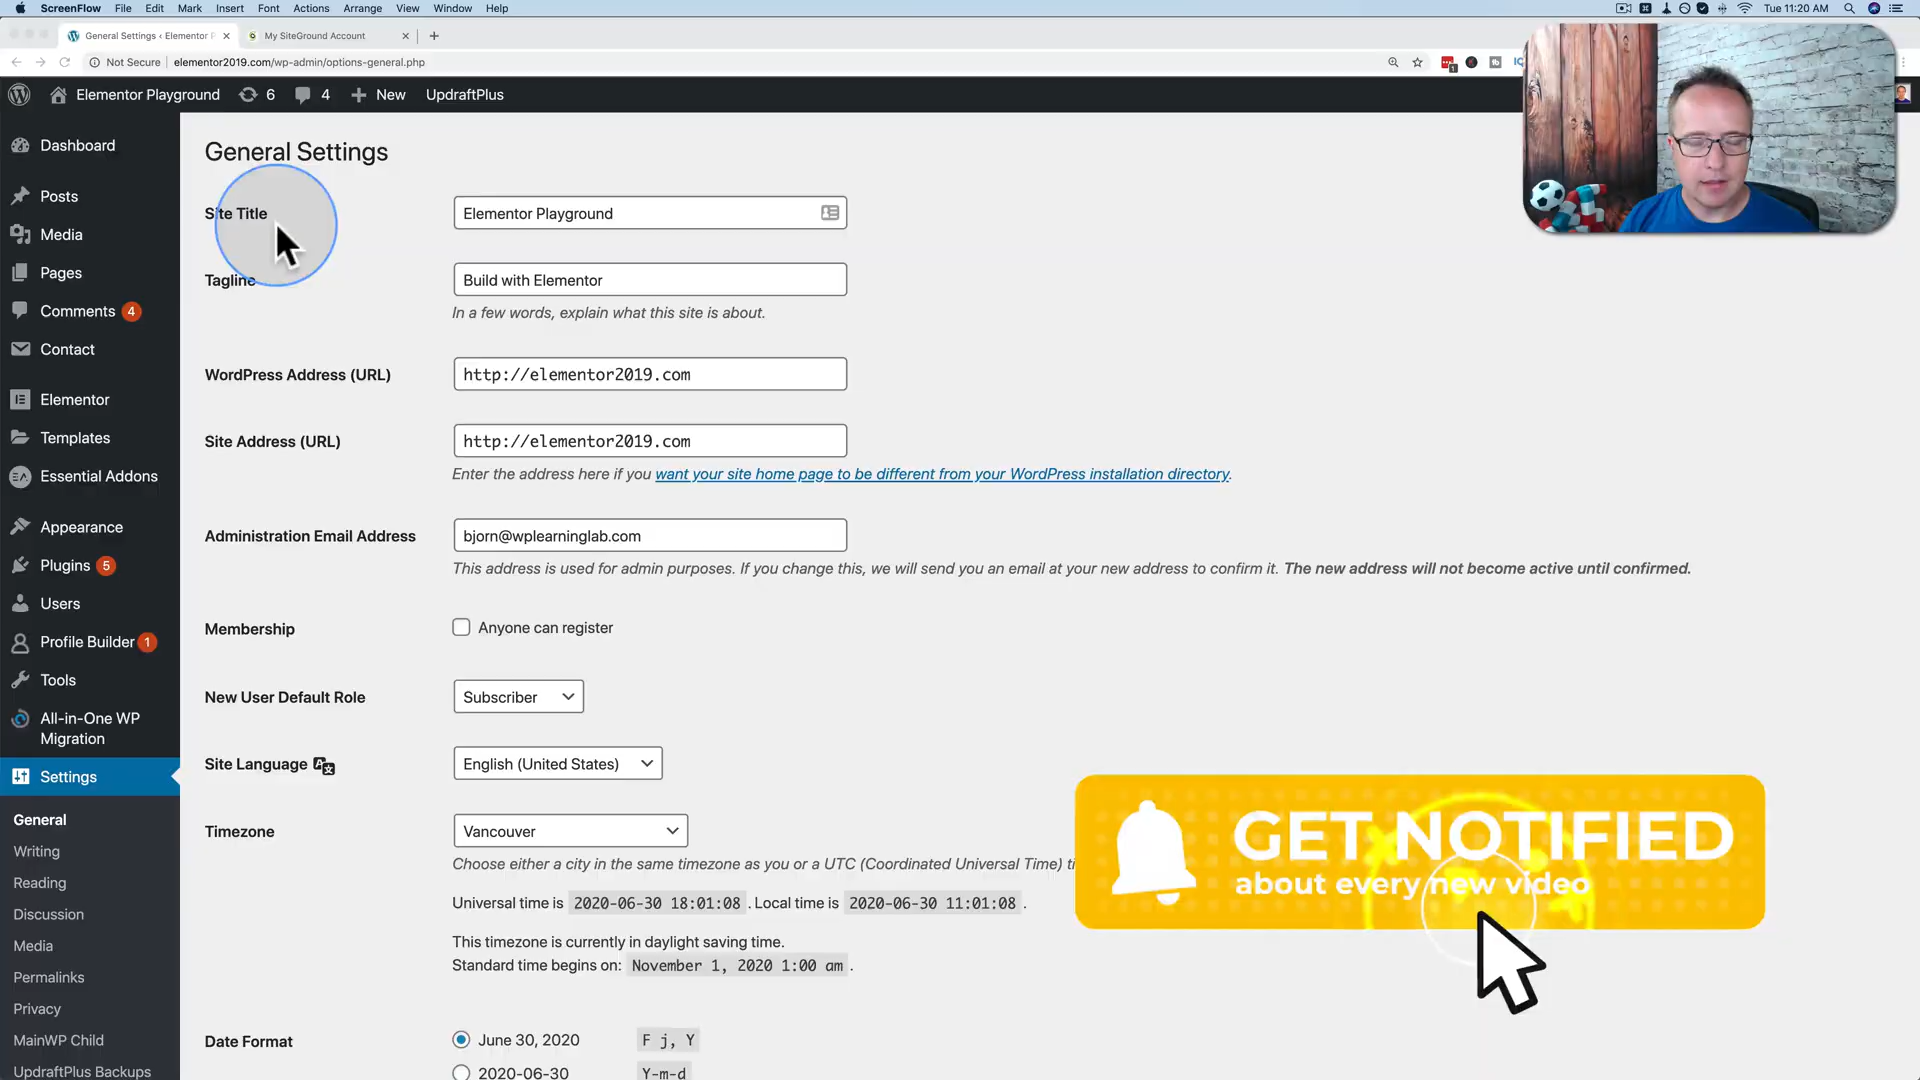 ScreenFlow File Edit Mark Insert Font Actions Arrange View Window Help Tue 11:20 AM
General Settings ‹ Elementor P My SiteGround Account
Not Secure elementor2019.com/wp-admin/options-general.php
Elementor Playground 6 4 New UpdraftPlus
Dashboard
Posts
Media
Pages
Comments 4
Contact
Elementor
Templates
Essential Addons
Appearance
Plugins 5
Users
Profile Builder 1
Tools
All-in-One WP
Migration
Settings
General
Writing
Reading
Discussion
Media
Permalinks
Privacy
MainWP Child
UpdraftPlus Backups
General Settings
Site Title Elementor Playground
Tagline Build with Elementor
In a few words, explain what this site is about.
WordPress Address (URL) http://elementor2019.com
Site Address (URL) http://elementor2019.com
Enter the address here if you want your site home page to be different from your WordPress installation directory.
Administration Email Address bjorn@wplearninglab.com
This address is used for admin purposes. If you change this, we will send you an email at your new address to confirm it. The new address will not become active until confirmed.
Membership Anyone can register
New User Default Role Subscriber
Site Language English (United States)
Timezone Vancouver
Choose either a city in the same timezone as you or a UTC (Coordinated Universal Time) ti
Universal time is 2020-06-30 18:01:08 . Local time is 2020-06-30 11:01:08 .
This timezone is currently in daylight saving time.
Standard time begins on: November 1, 2020 1:00 am .
Date Format June 30, 2020 F j, Y
2020-06-30 Y-m-d
GET NOTIFIED
about every new video